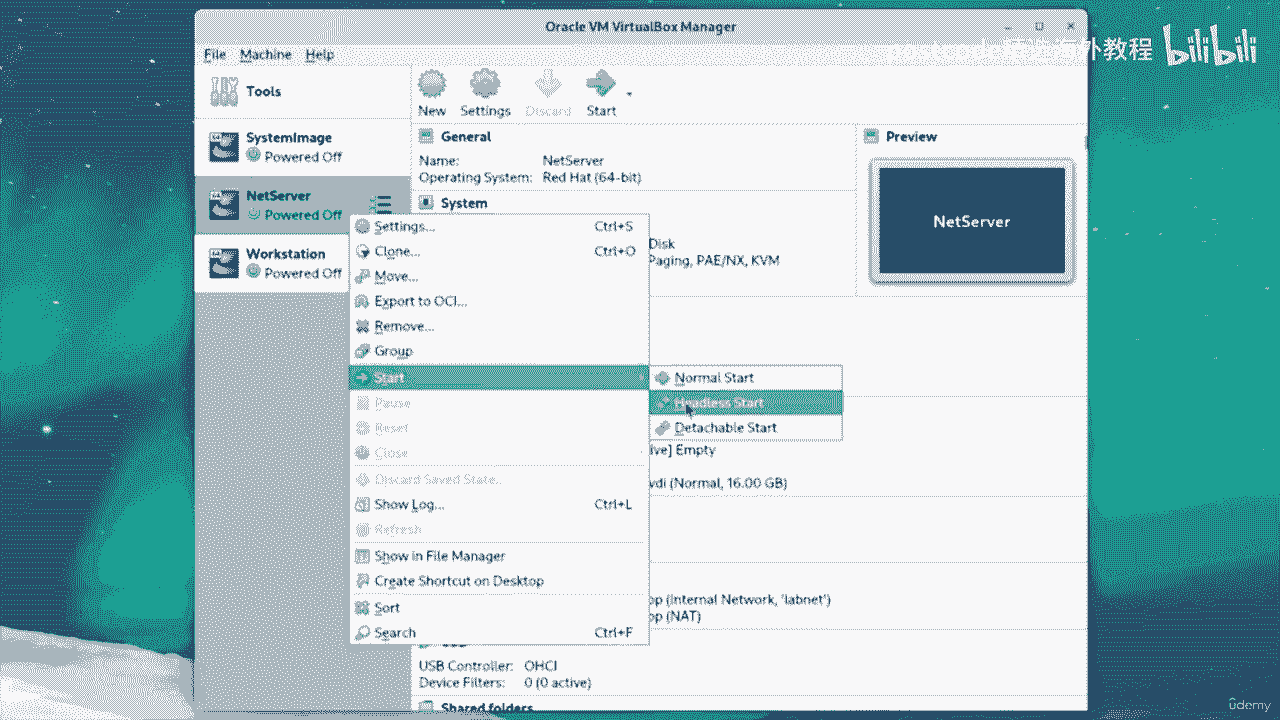 Oracle VM VirtualBox Manager
外教程 bilibili
File Machine Help
Tools
New Settings Discard Start
SystemImage
Powered Off
NetServer
Powered Off
Workstation
Powered Off
General
Name: NetServer
Operating System: Red Hat (64-bit)
System
Disk
Paging, PAE/NX, KVM
Preview
NetServer
Settings... Ctrl+S
Clone... Ctrl+O
Move...
Export to OCI...
Remove...
Group
Start
Pause
Reset
Close
Discard Saved State...
Show Log... Ctrl+L
Refresh
Show in File Manager
Create Shortcut on Desktop
Sort
Search Ctrl+F
Normal Start
Headless Start
Detachable Start
Empty
vdi (Normal, 16.00 GB)
(Internal Network, 'labnet')
(NAT)
USB Controller: OHCI
Device Filters: 0 (0 active)
Shared folders
udemy